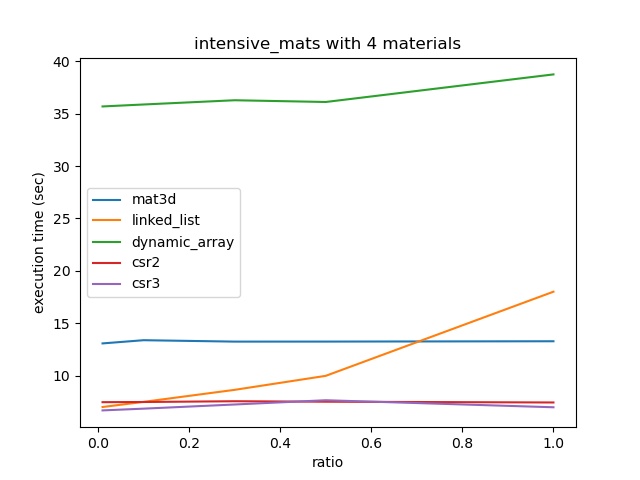 intensive_mats with 4 materials
execution time (sec)
40
35
30
25
20
15
10
mat3d
linked_list
dynamic_array
csr2
csr3
0.0 0.2 0.4 0.6 0.8 1.0
ratio